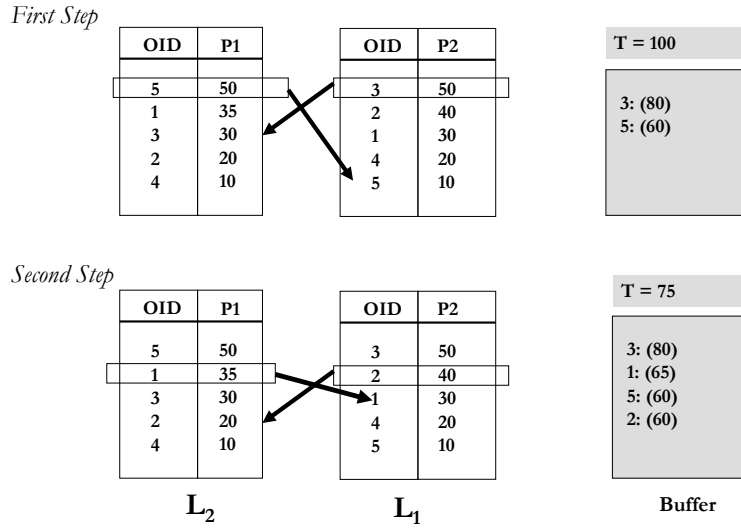 First Step
OID P1 OID P2 T = 100
5 50 3 50 3: (80)
1 35 2 40 5: (60)
3 30 1 30
2 20 4 20
4 10 5 10
Second Step
OID P1 OID P2 T = 75
5 50 3 50 3: (80)
1 35 2 40 1: (65)
3 30 1 30 5: (60)
2 20 4 20 2: (60)
4 10 5 10
L2 L1 Buffer